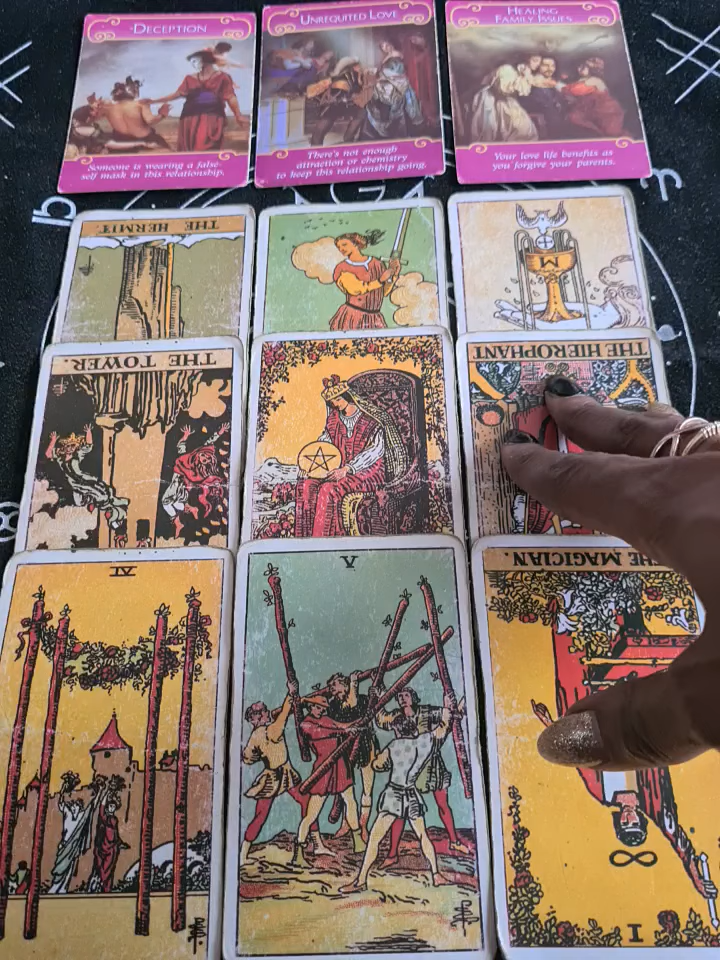 DECEPTION
Someone is wearing a false-
self mask in this relationship.
UNREQUITED LOVE
There's not enough
attraction or chemistry
to keep this relationship going.
HEALING
FAMILY ISSUES
Your love life benefits as
you forgive your parents.
THE HERMIT.
M
THE TOWER.
THE HIEROPHANT
IV
V
THE MAGICIAN.
I